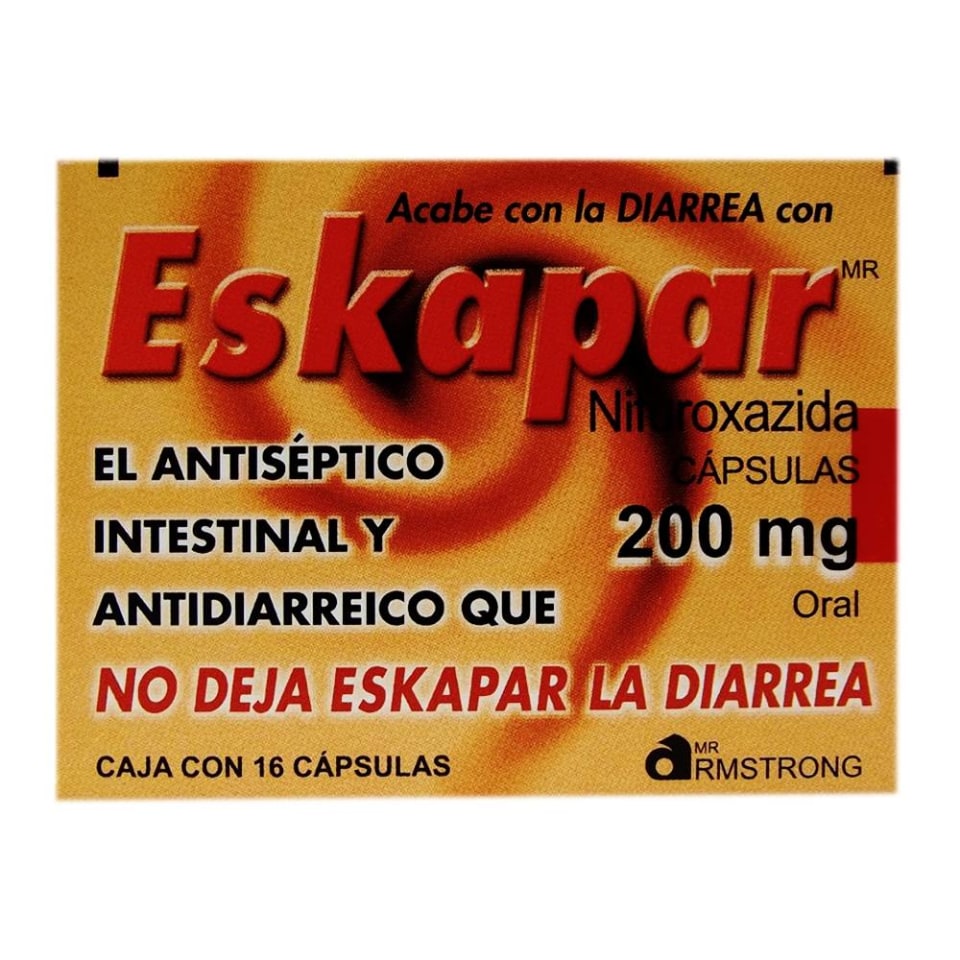 Acabe con la DIARREA con
Eskapar MR
Nifuroxazida
CÁPSULAS
200 mg
Oral
EL ANTISÉPTICO
INTESTINAL Y
ANTIDIARREICO QUE
NO DEJA ESKAPAR LA DIARREA
CAJA CON 16 CÁPSULAS
MR
ARMSTRONG